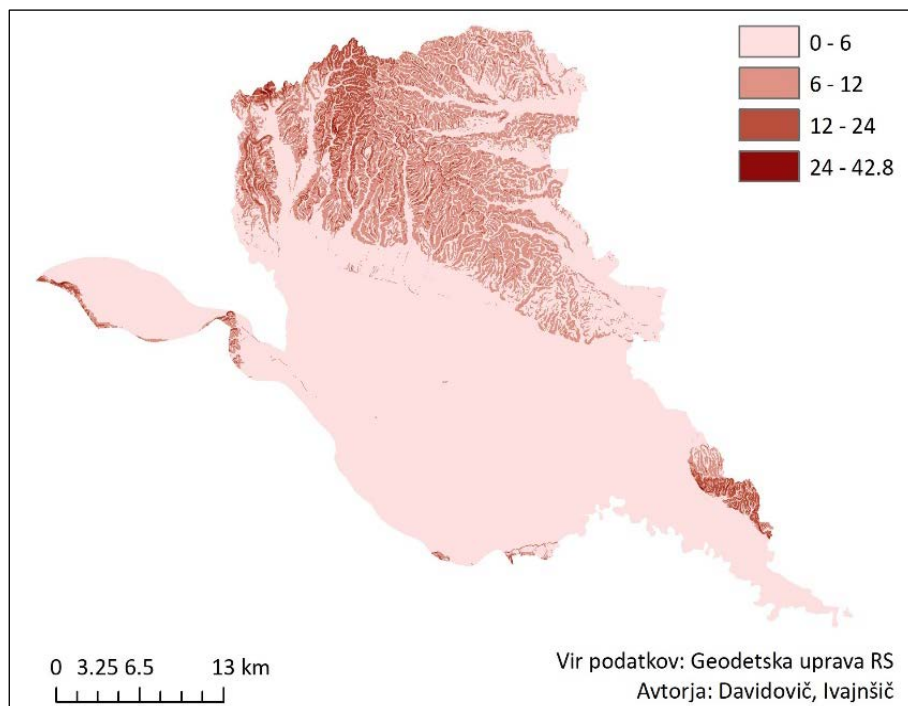 0 - 6
6 - 12
12 - 24
24 - 42.8
0 3.25 6.5 13 km
Vir podatkov: Geodetska uprava RS
Avtorja: Davidovič, Ivajnšič